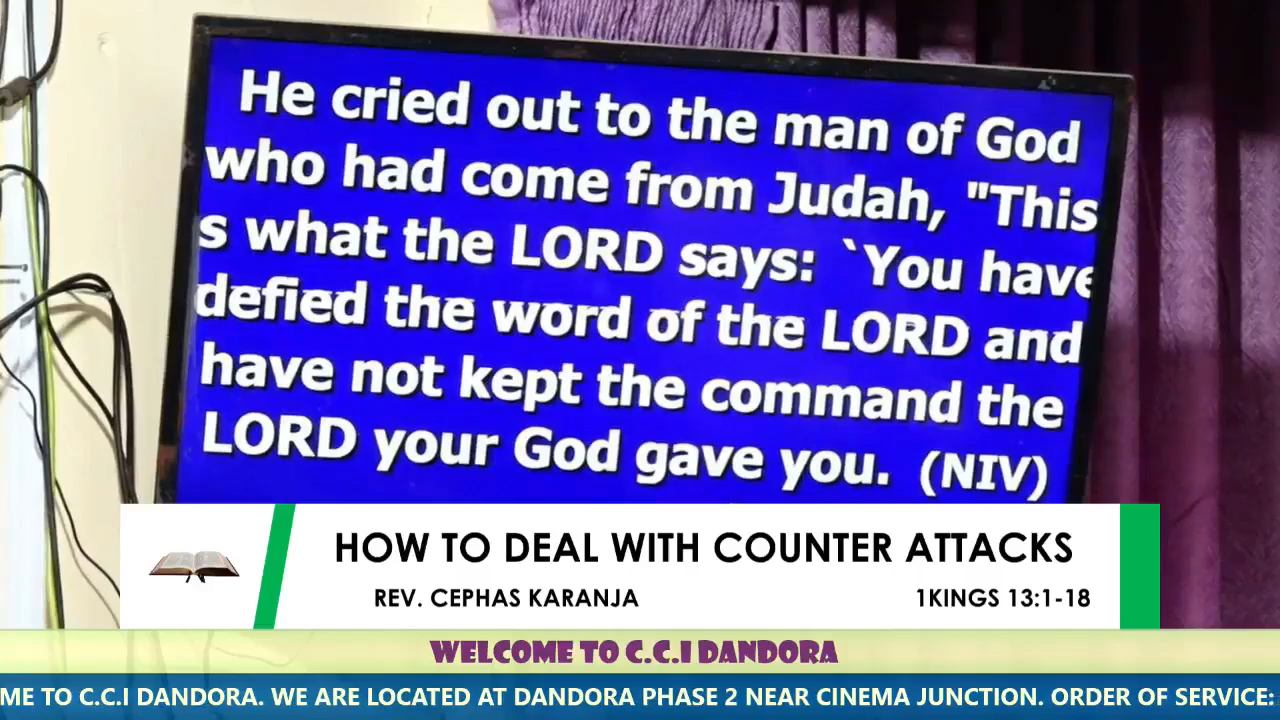 He cried out to the man of God
who had come from Judah, "This
s what the LORD says: `You have
defied the word of the LORD and
have not kept the command the
LORD your God gave you. (NIV)
HOW TO DEAL WITH COUNTER ATTACKS
REV. CEPHAS KARANJA
1KINGS 13:1-18
WELCOME TO C.C.I DANDORA
ME TO C.C.I DANDORA. WE ARE LOCATED AT DANDORA PHASE 2 NEAR CINEMA JUNCTION. ORDER OF SERVICE: